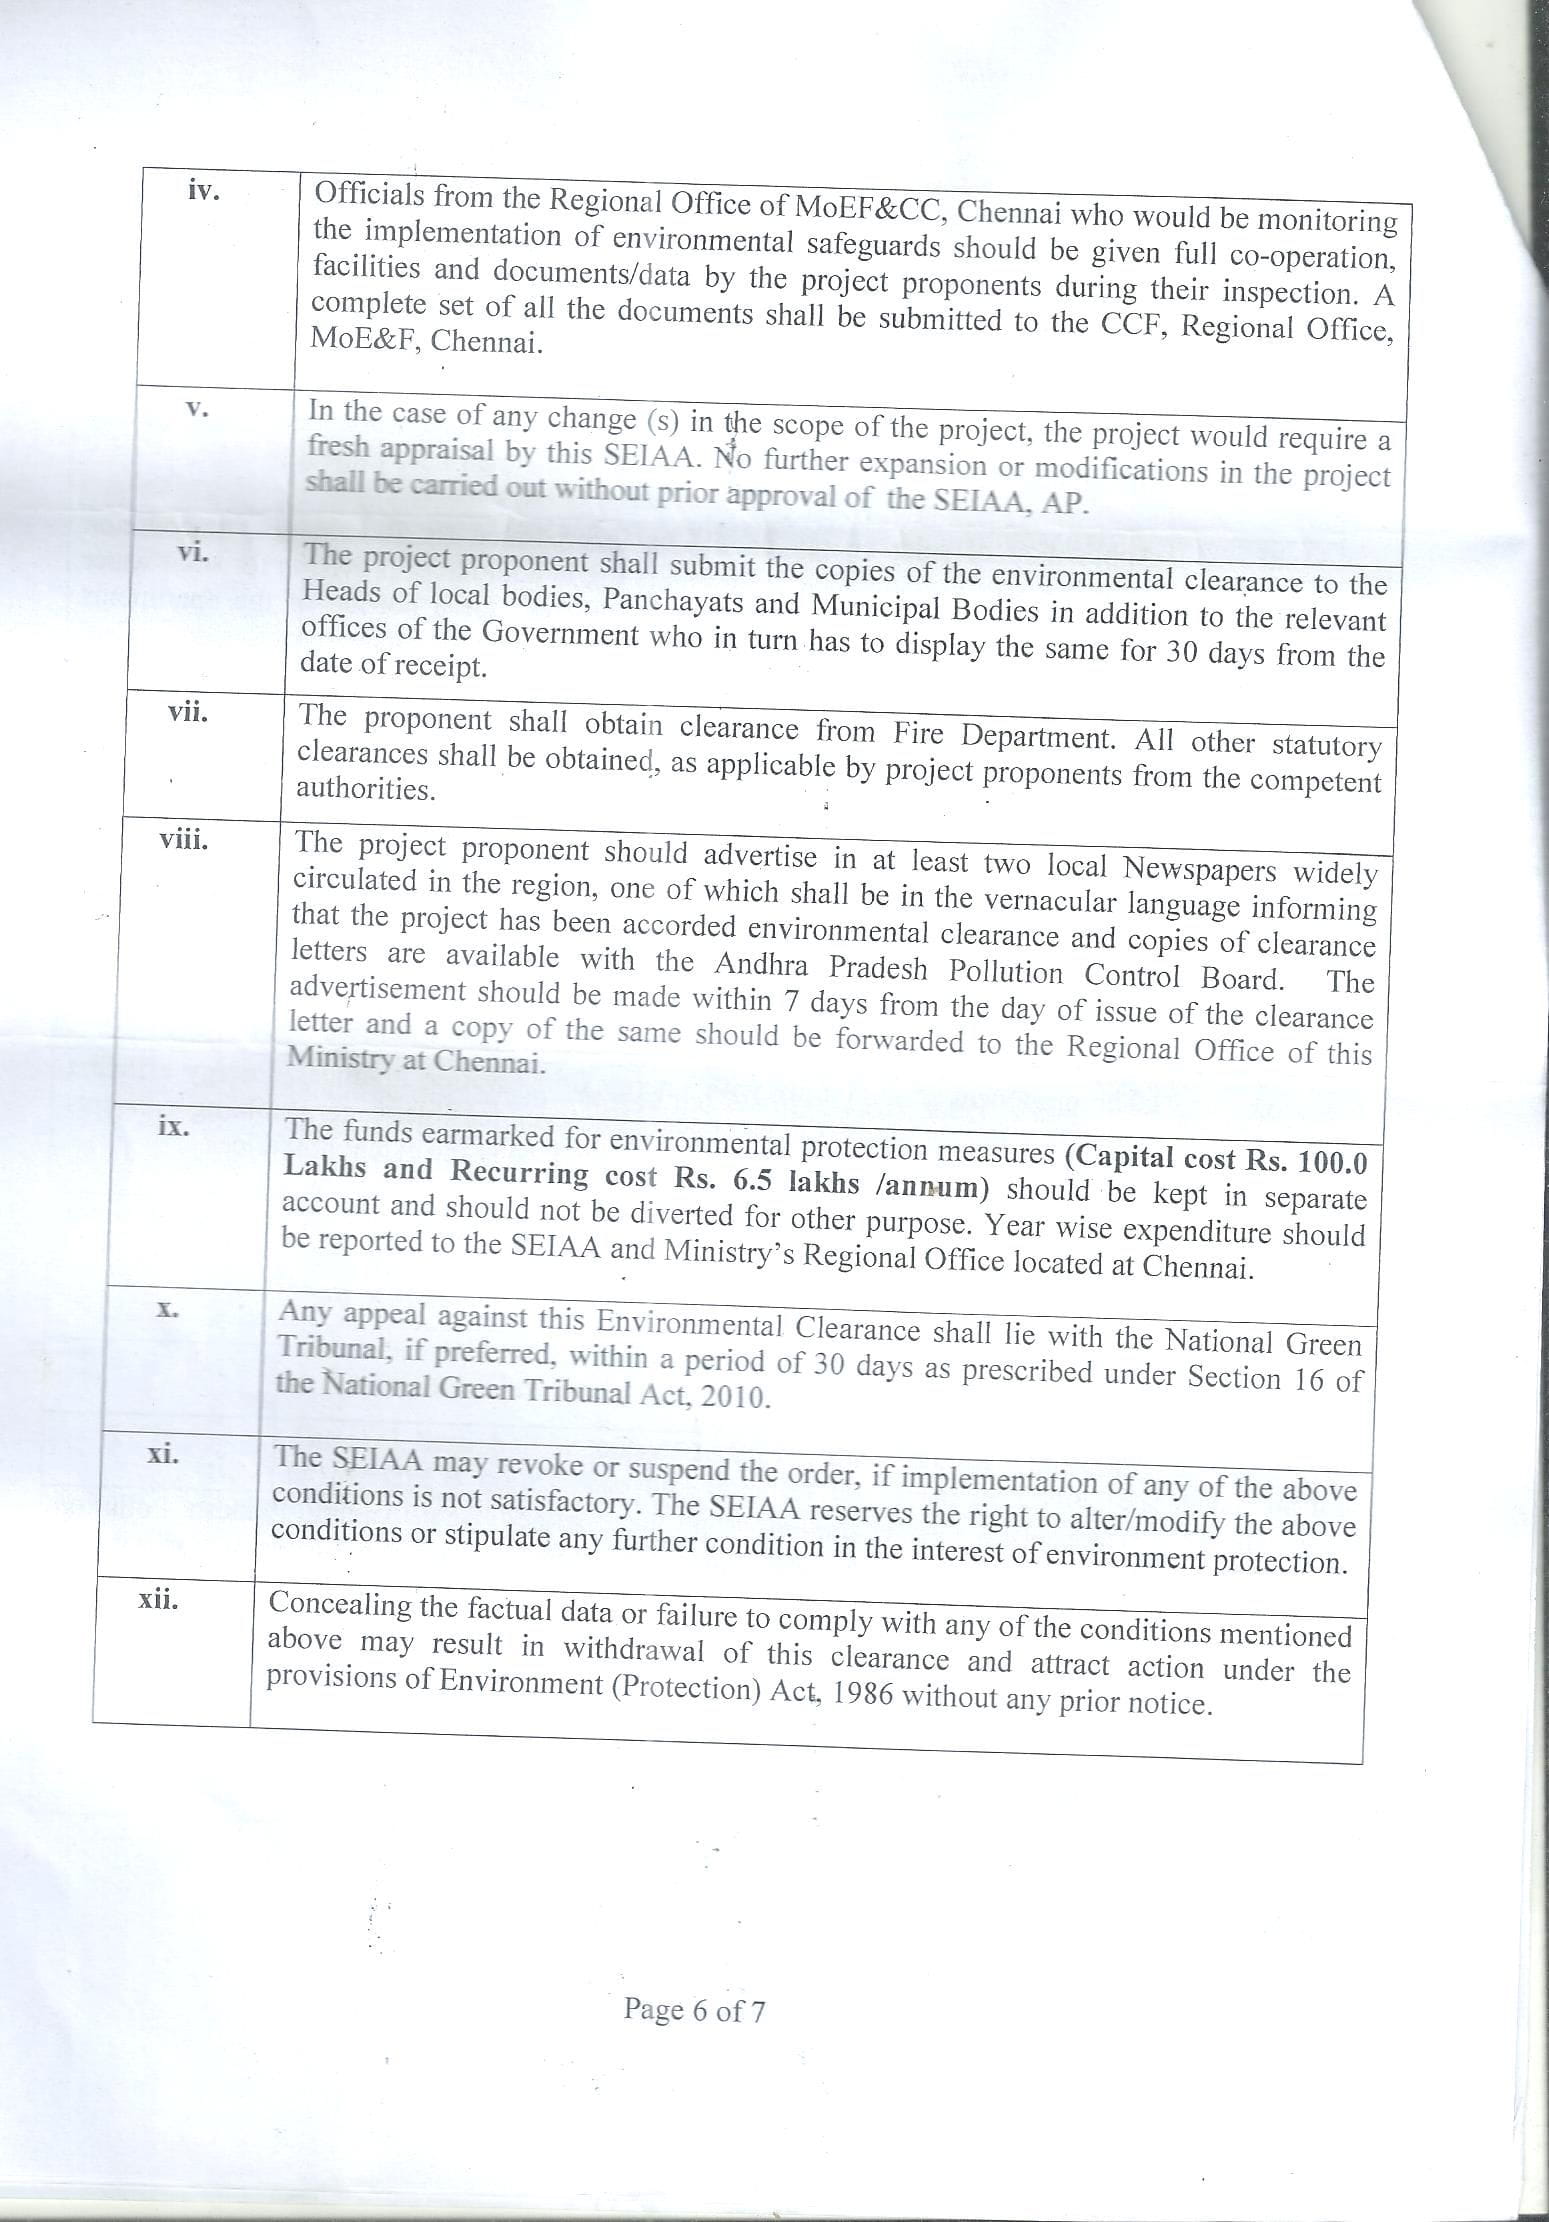 iv.
Officials from the Regional Office of MoEF&CC, Chennai who would be monitoring
the implementation of environmental safeguards should be given full co-operation,
facilities and documents/data by the project proponents during their inspection. A
complete set of all the documents shall be submitted to the CCF, Regional Office,
MoE&F, Chennai.
v.
In the case of any change (s) in the scope of the project, the project would require a
fresh appraisal by this SEIAA. No further expansion or modifications in the project
shall be carried out without prior approval of the SEIAA, AP.
vi.
The project proponent shall submit the copies of the environmental clearance to the
Heads of local bodies, Panchayats and Municipal Bodies in addition to the relevant
offices of the Government who in turn has to display the same for 30 days from the
date of receipt.
vii.
The proponent shall obtain clearance from Fire Department. All other statutory
clearances shall be obtained, as applicable by project proponents from the competent
authorities.
viii.
The project proponent should advertise in at least two local Newspapers widely
circulated in the region, one of which shall be in the vernacular language informing
that the project has been accorded environmental clearance and copies of clearance
letters are available with the Andhra Pradesh Pollution Control Board. The
advertisement should be made within 7 days from the day of issue of the clearance
letter and a copy of the same should be forwarded to the Regional Office of this
Ministry at Chennai.
ix.
The funds earmarked for environmental protection measures (Capital cost Rs. 100.0
Lakhs and Recurring cost Rs. 6.5 lakhs /annum) should be kept in separate
account and should not be diverted for other purpose. Year wise expenditure should
be reported to the SEIAA and Ministry's Regional Office located at Chennai.
x.
Any appeal against this Environmental Clearance shall lie with the National Green
Tribunal, if preferred, within a period of 30 days as prescribed under Section 16 of
the National Green Tribunal Act, 2010.
xi.
The SEIAA may revoke or suspend the order, if implementation of any of the above
conditions is not satisfactory. The SEIAA reserves the right to alter/modify the above
conditions or stipulate any further condition in the interest of environment protection.
xii.
Concealing the factual data or failure to comply with any of the conditions mentioned
above may result in withdrawal of this clearance and attract action under the
provisions of Environment (Protection) Act, 1986 without any prior notice.
Page 6 of 7